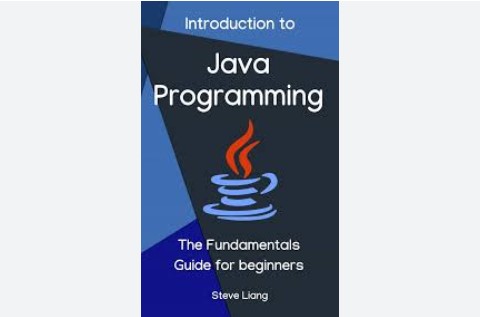 Introduction to
Java
Programming
The Fundamentals
Guide for beginners
Steve Liang